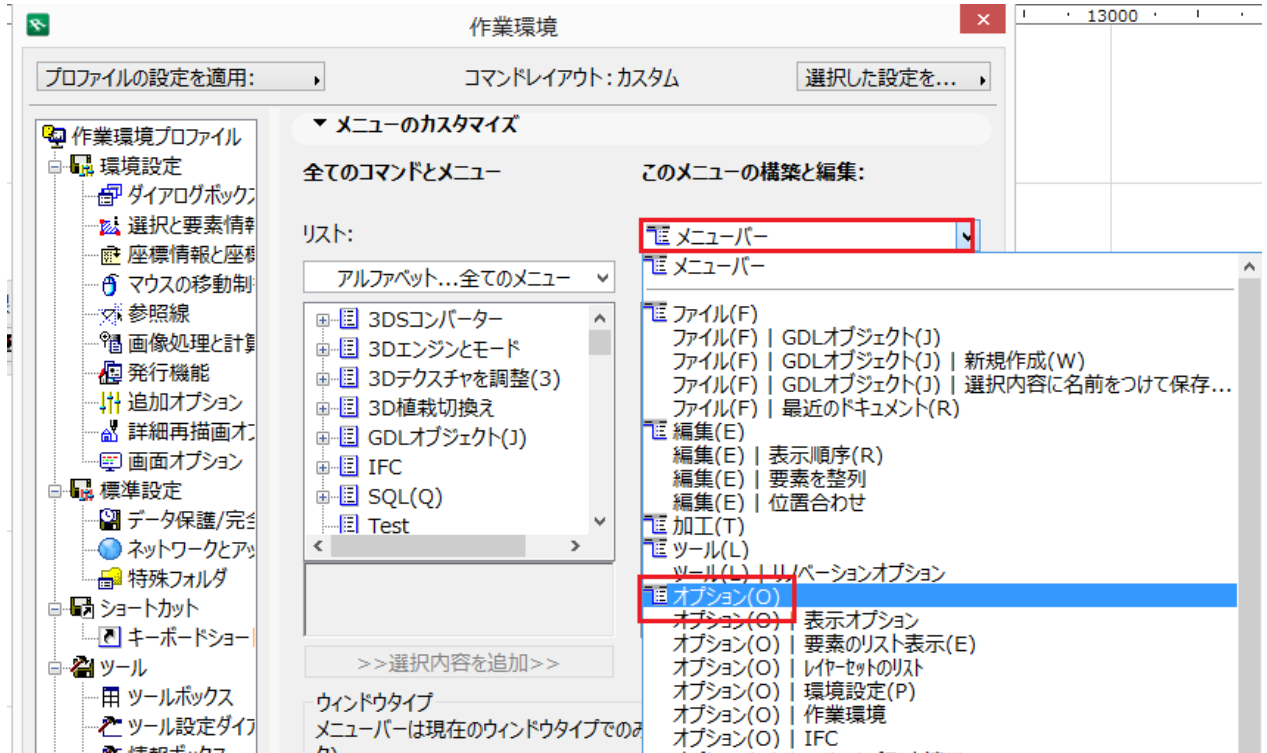 作業環境
13000
プロファイルの設定を適用:
コマンドレイアウト:カスタム
選択した設定を...
作業環境プロファイル
環境設定
ダイアログボックス
選択と要素情報
座標情報と座標
マウスの移動制
参照線
画像処理と計算
発行機能
追加オプション
詳細再描画オプ
画面オプション
標準設定
データ保護/完全
ネットワークとアッ
特殊フォルダ
ショートカット
キーボードショート
ツール
ツールボックス
ツール設定ダイア
情報ボックス
メニューのカスタマイズ
全てのコマンドとメニュー
リスト:
アルファベット...全てのメニュー
3DSコンバーター
3Dエンジンとモード
3Dテクスチャを調整(3)
3D植栽切換え
GDLオブジェクト(J)
IFC
SQL(Q)
Test
>>選択内容を追加>>
ウィンドウタイプ
メニューバーは現在のウィンドウタイプでのみ
このメニューの構築と編集:
メニューバー
メニューバー
ファイル(F)
ファイル(F) | GDLオブジェクト(J)
ファイル(F) | GDLオブジェクト(J) | 新規作成(W)
ファイル(F) | GDLオブジェクト(J) | 選択内容に名前をつけて保存...
ファイル(F) | 最近のドキュメント(R)
編集(E)
編集(E) | 表示順序(R)
編集(E) | 要素を整列
編集(E) | 位置合わせ
加工(T)
ツール(L)
ツール(L) | リノベーションオプション
オプション(O)
オプション(O) | 表示オプション
オプション(O) | 要素のリスト表示(E)
オプション(O) | レイヤーセットのリスト
オプション(O) | 環境設定(P)
オプション(O) | 作業環境
オプション(O) | IFC